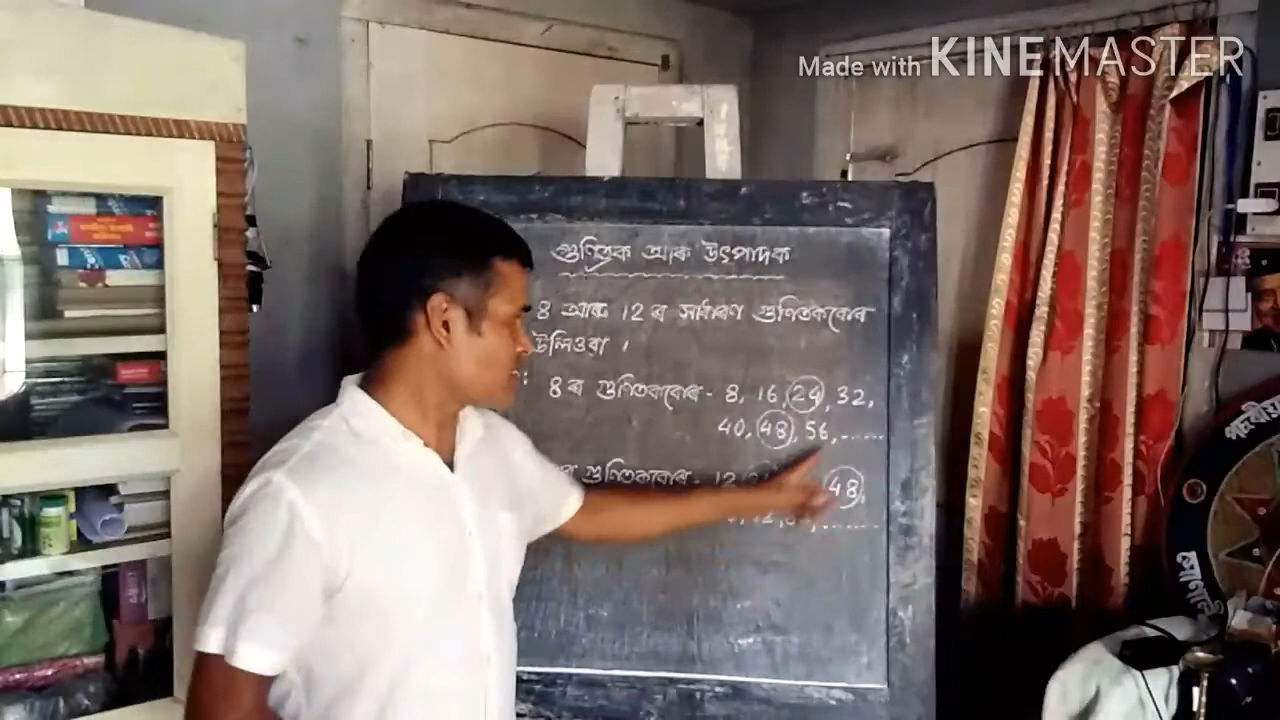 Made with KINEMASTER
গুণিতক আৰু উৎপাদক
8 আৰু 12 ৰ সাধাৰণ গুণিতকবোৰ
উলিওৱা ।
8 ৰ গুণিতকবোৰ - 8, 16, 24, 32,
40, 48, 56, ......
গুণিতকবোৰ - 12, 48,